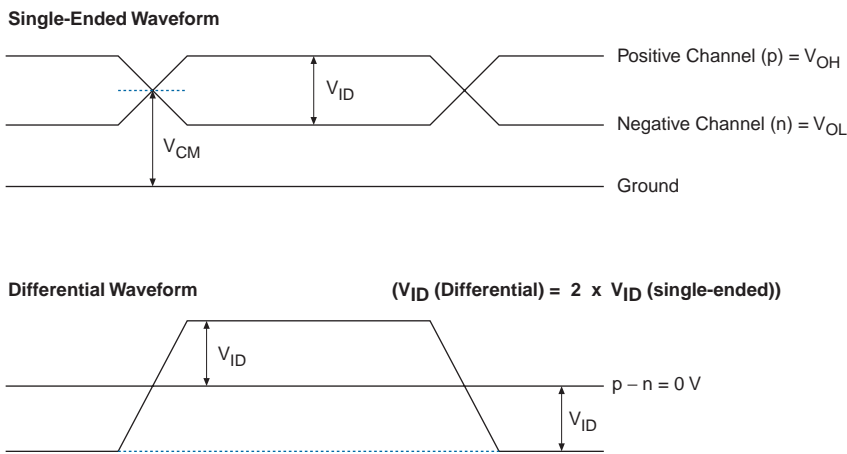 Single-Ended Waveform
Positive Channel (p) = VOH
VID
Negative Channel (n) = VOL
VCM
Ground
Differential Waveform
(VID (Differential) = 2 x VID (single-ended))
VID
p − n = 0 V
VID